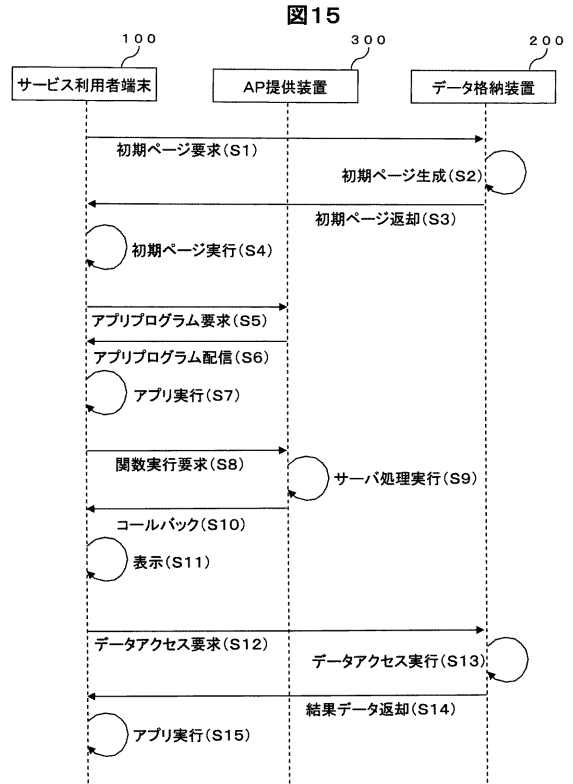 図15
100
300
200
サービス利用者端末
AP提供装置
データ格納装置
初期ページ要求(S1)
初期ページ生成(S2)
初期ページ返却(S3)
初期ページ実行(S4)
アプリプログラム要求(S5)
アプリプログラム配信(S6)
アプリ実行(S7)
関数実行要求(S8)
サーバ処理実行(S9)
コールバック(S10)
表示(S11)
データアクセス要求(S12)
データアクセス実行(S13)
結果データ返却(S14)
アプリ実行(S15)